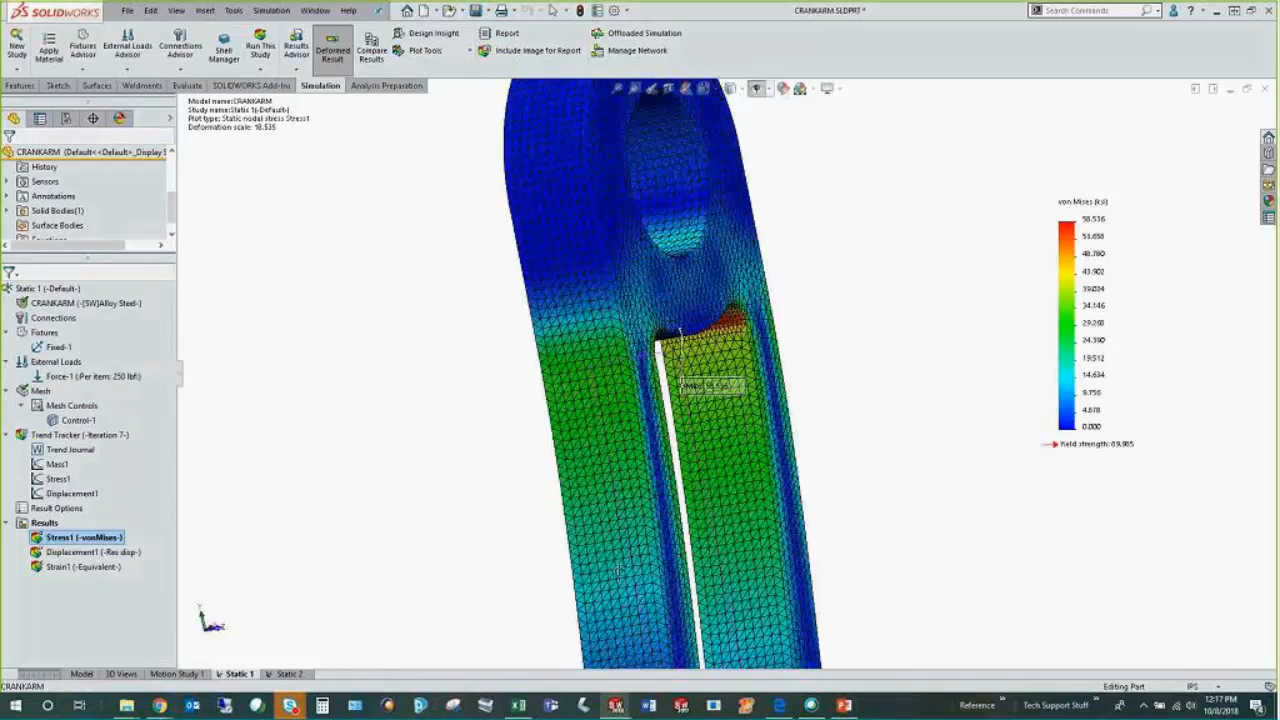 SOLIDWORKS
File Edit View Insert Tools Simulation Window Help
CRANKARM.SLDPRT *
Search Commands
New Study
Apply Material
Fixtures Advisor
External Loads Advisor
Connections Advisor
Shell Manager
Run This Study
Results Advisor
Deformed Result
Compare Results
Design Insight
Plot Tools
Report
Include Image for Report
Offloaded Simulation
Manage Network
Features Sketch Surfaces Weldments Evaluate SOLIDWORKS Add-Ins Simulation Analysis Preparation
Model name:CRANKARM
Study name:Static 1(-Default-)
Plot type: Static nodal stress Stress1
Deformation scale: 18.535
CRANKARM (Default<<Default>_Display S
History
Sensors
Annotations
Solid Bodies(1)
Surface Bodies
Static 1 (-Default-)
CRANKARM (-[SW]Alloy Steel-)
Connections
Fixtures
Fixed-1
External Loads
Force-1 (:Per item: 250 lbf:)
Mesh
Mesh Controls
Control-1
Trend Tracker (-Iteration 7-)
Trend Journal
Mass1
Stress1
Displacement1
Result Options
Results
Stress1 (-vonMises-)
Displacement1 (-Res disp-)
Strain1 (-Equivalent-)
von Mises (ksi)
58.536
53.658
48.780
43.902
39.024
34.146
29.268
24.390
19.512
14.634
9.756
4.878
0.000
Yield strength: 89.985
Model 3D Views Motion Study 1 Static 1 Static 2
CRANKARM
Editing Part
IPS
Reference
Tech Support Stuff
12:17 PM
10/8/2018